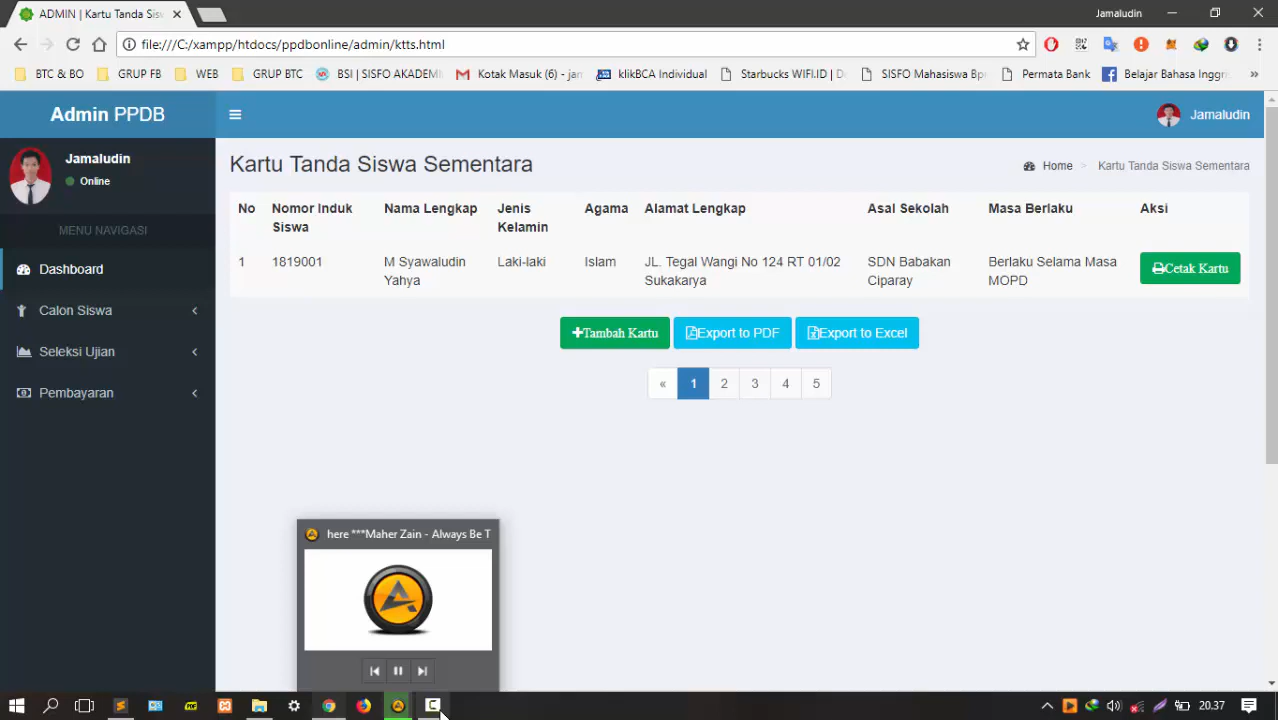 ADMIN | Kartu Tanda Sis
Jamaludin
file:///C:/xampp/htdocs/ppdbonline/admin/ktts.html
BTC & BO
GRUP FB
WEB
GRUP BTC
BSI | SISFO AKADEMI
Kotak Masuk (6) - jam
klikBCA Individual
Starbucks WIFI.ID | D
SISFO Mahasiswa Bp
Permata Bank
Belajar Bahasa Inggri
»
Admin PPDB
Jamaludin
Jamaludin
Online
Kartu Tanda Siswa Sementara
Home > Kartu Tanda Siswa Sementara
MENU NAVIGASI
Dashboard
Calon Siswa
Seleksi Ujian
Pembayaran
No Nomor Induk Siswa Nama Lengkap Jenis Kelamin Agama Alamat Lengkap Asal Sekolah Masa Berlaku Aksi
1 1819001 M Syawaludin Yahya Laki-laki Islam JL. Tegal Wangi No 124 RT 01/02 Sukakarya SDN Babakan Ciparay Berlaku Selama Masa MOPD Cetak Kartu
Tambah Kartu Export to PDF Export to Excel
« 1 2 3 4 5
here ***Maher Zain - Always Be T
20.37